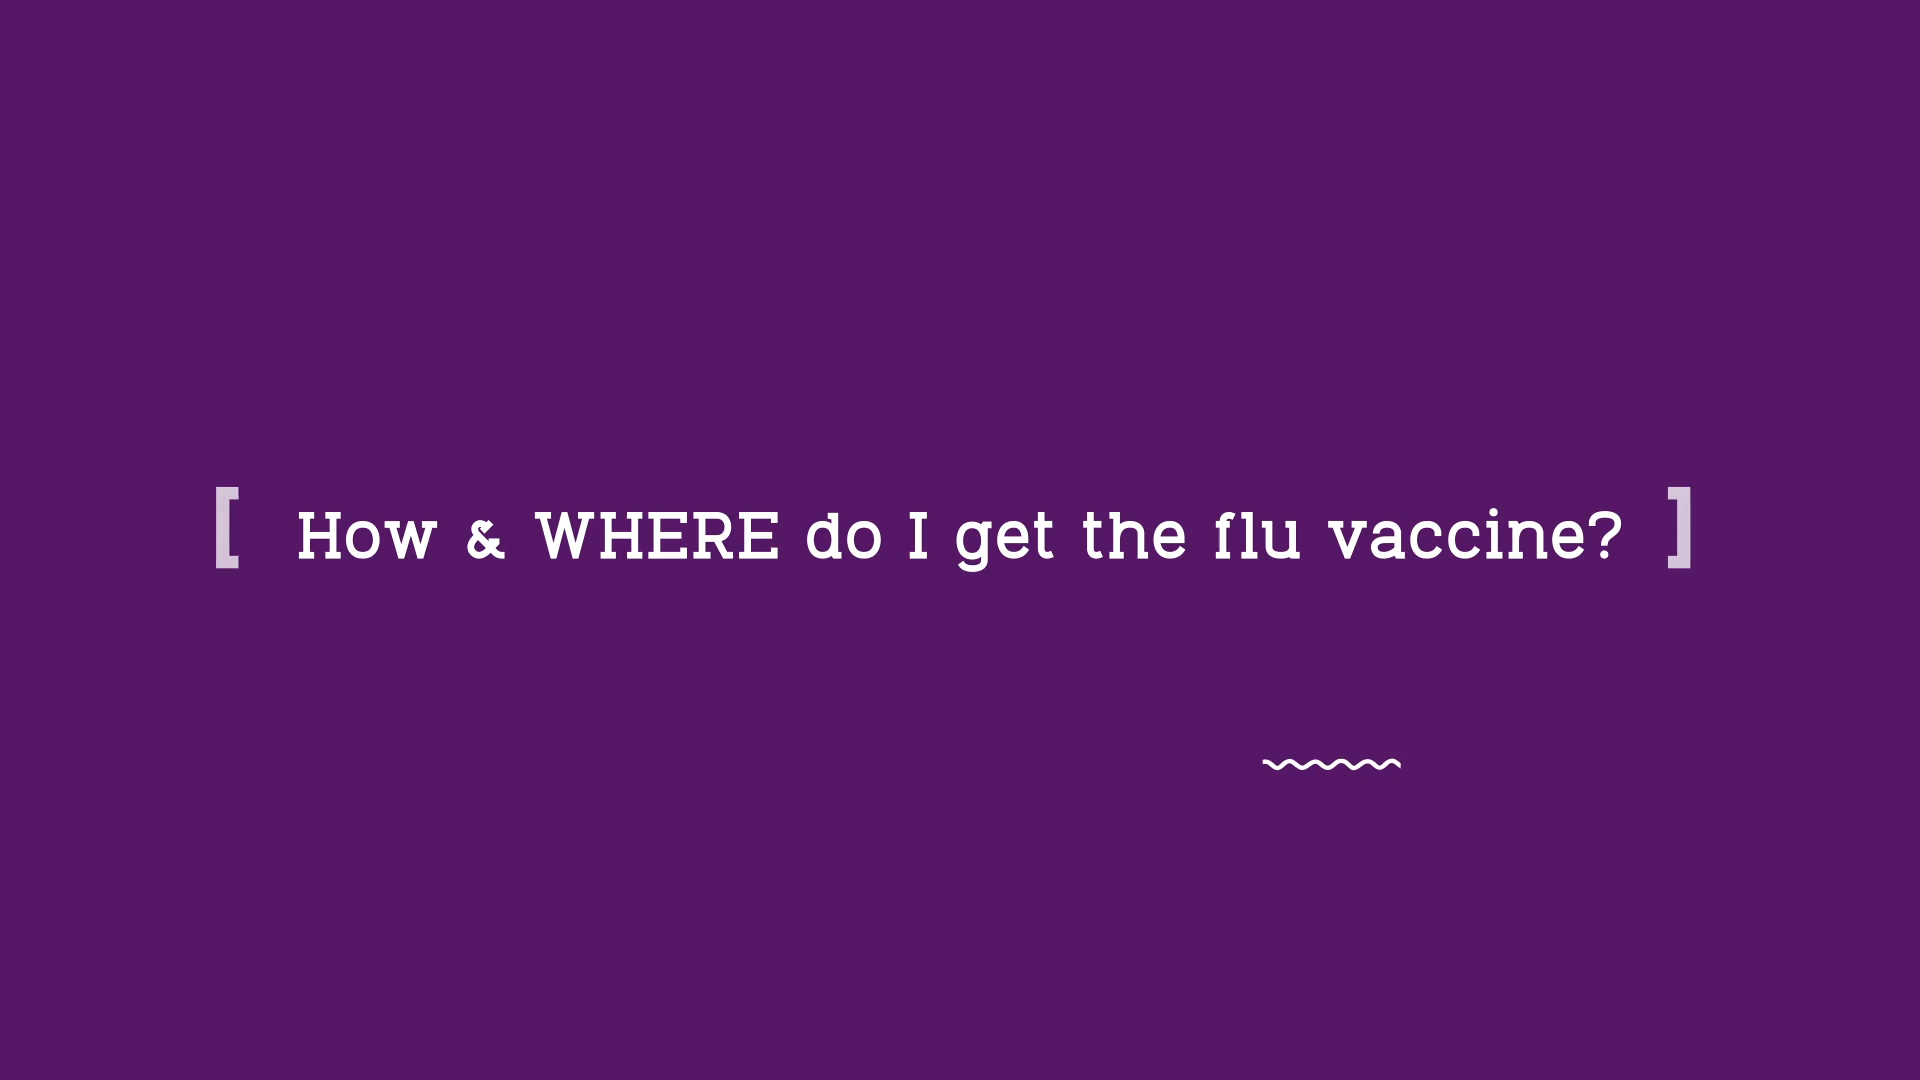 [ How & WHERE do I get the flu vaccine? ]